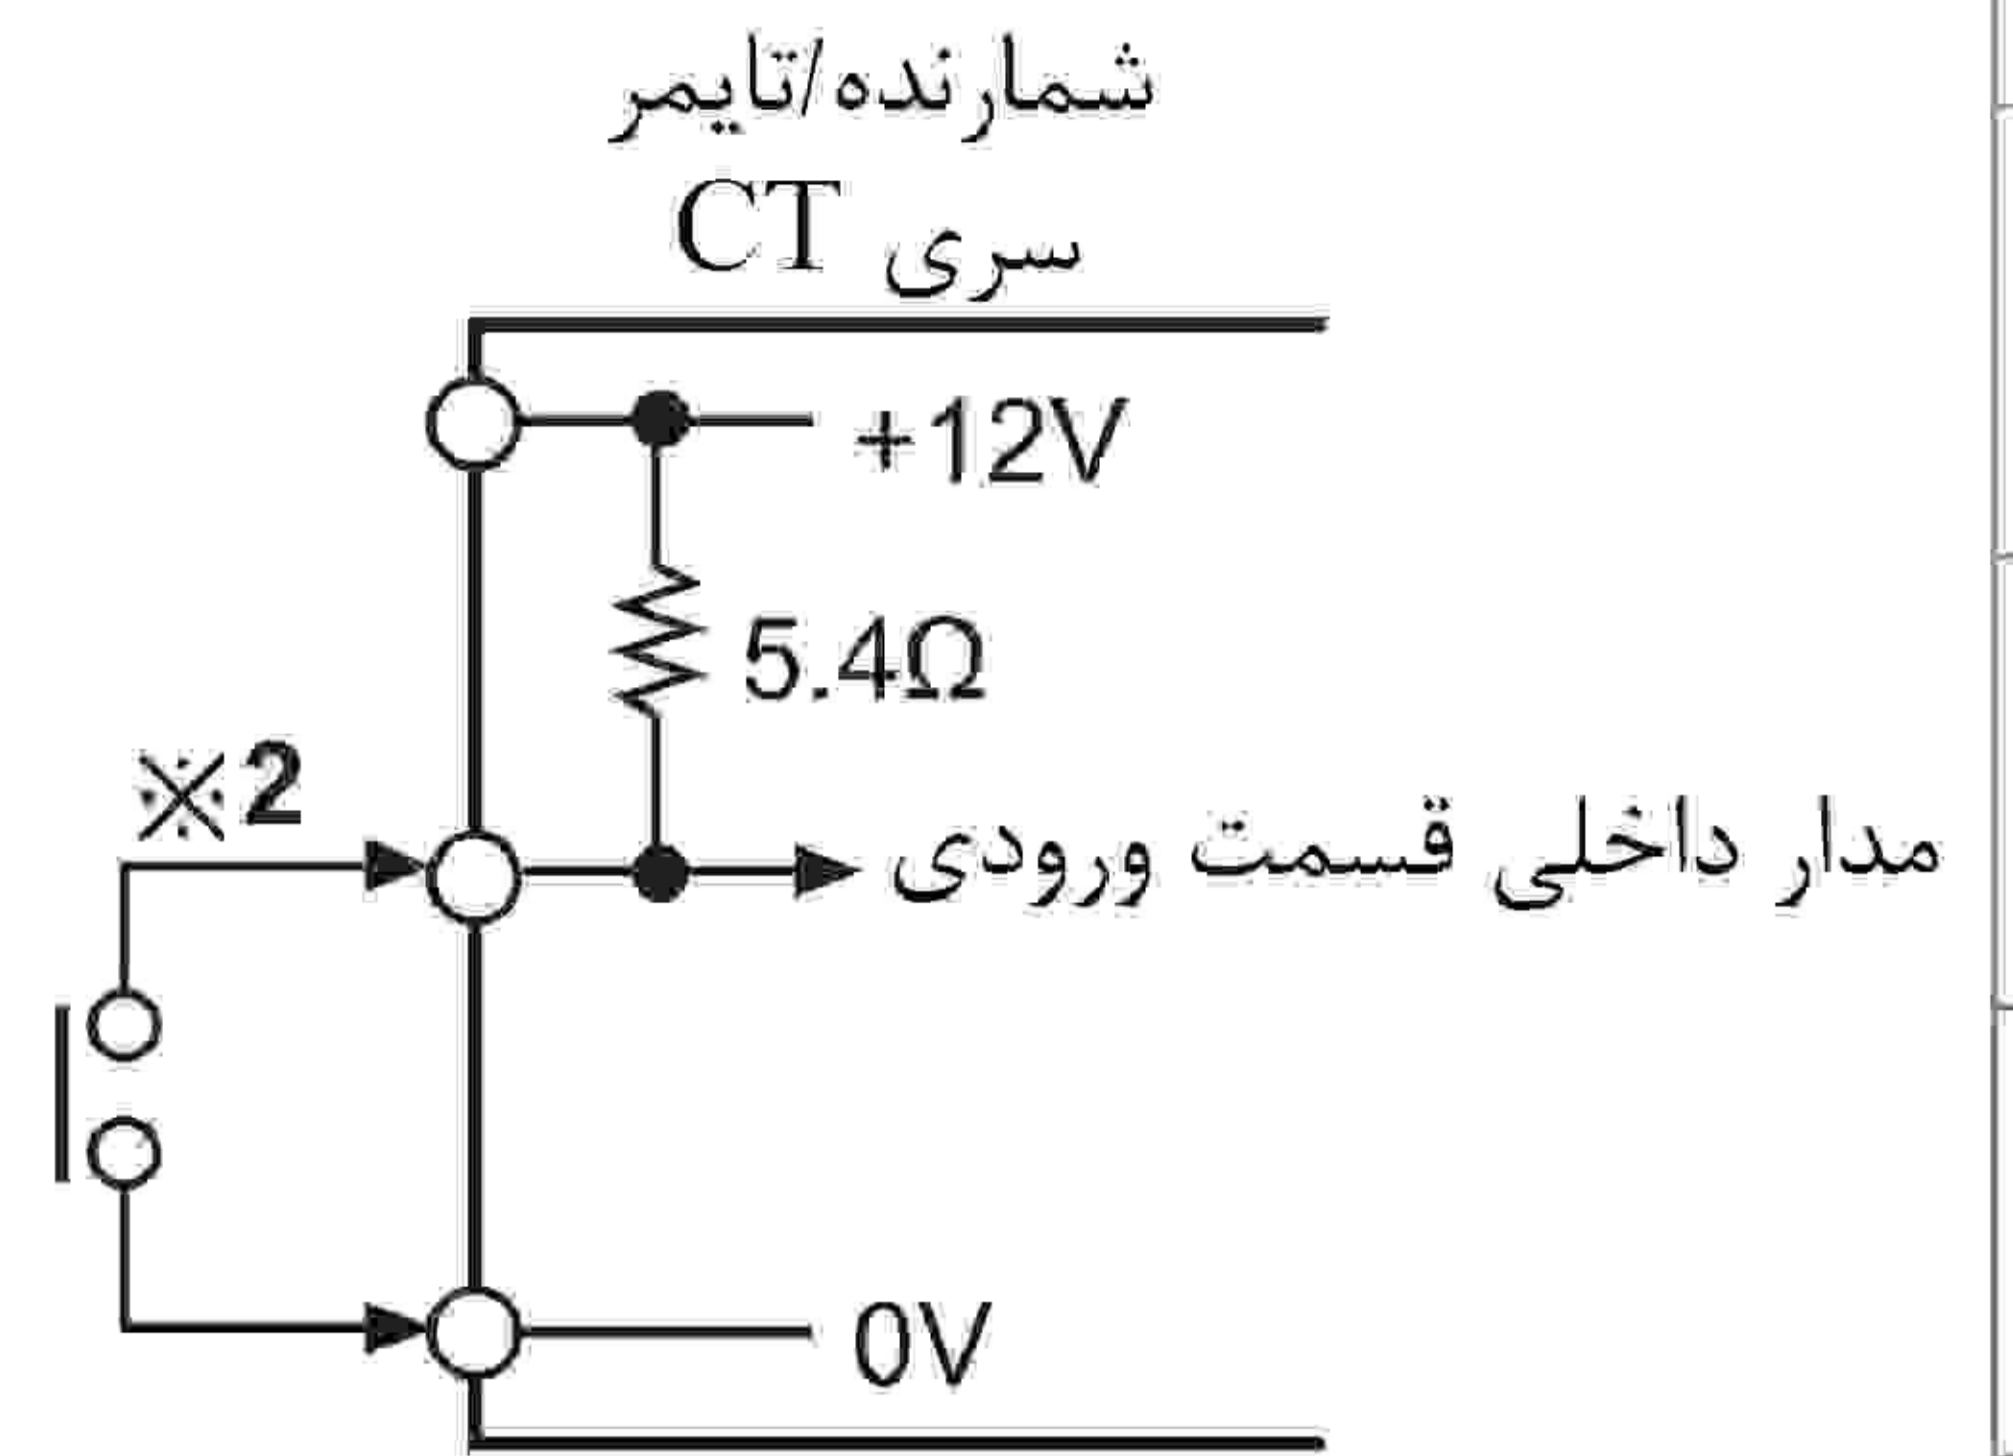 شمارنده/تایمر
سری CT
+12V
5.4Ω
※2
مدار داخلی قسمت ورودی
0V